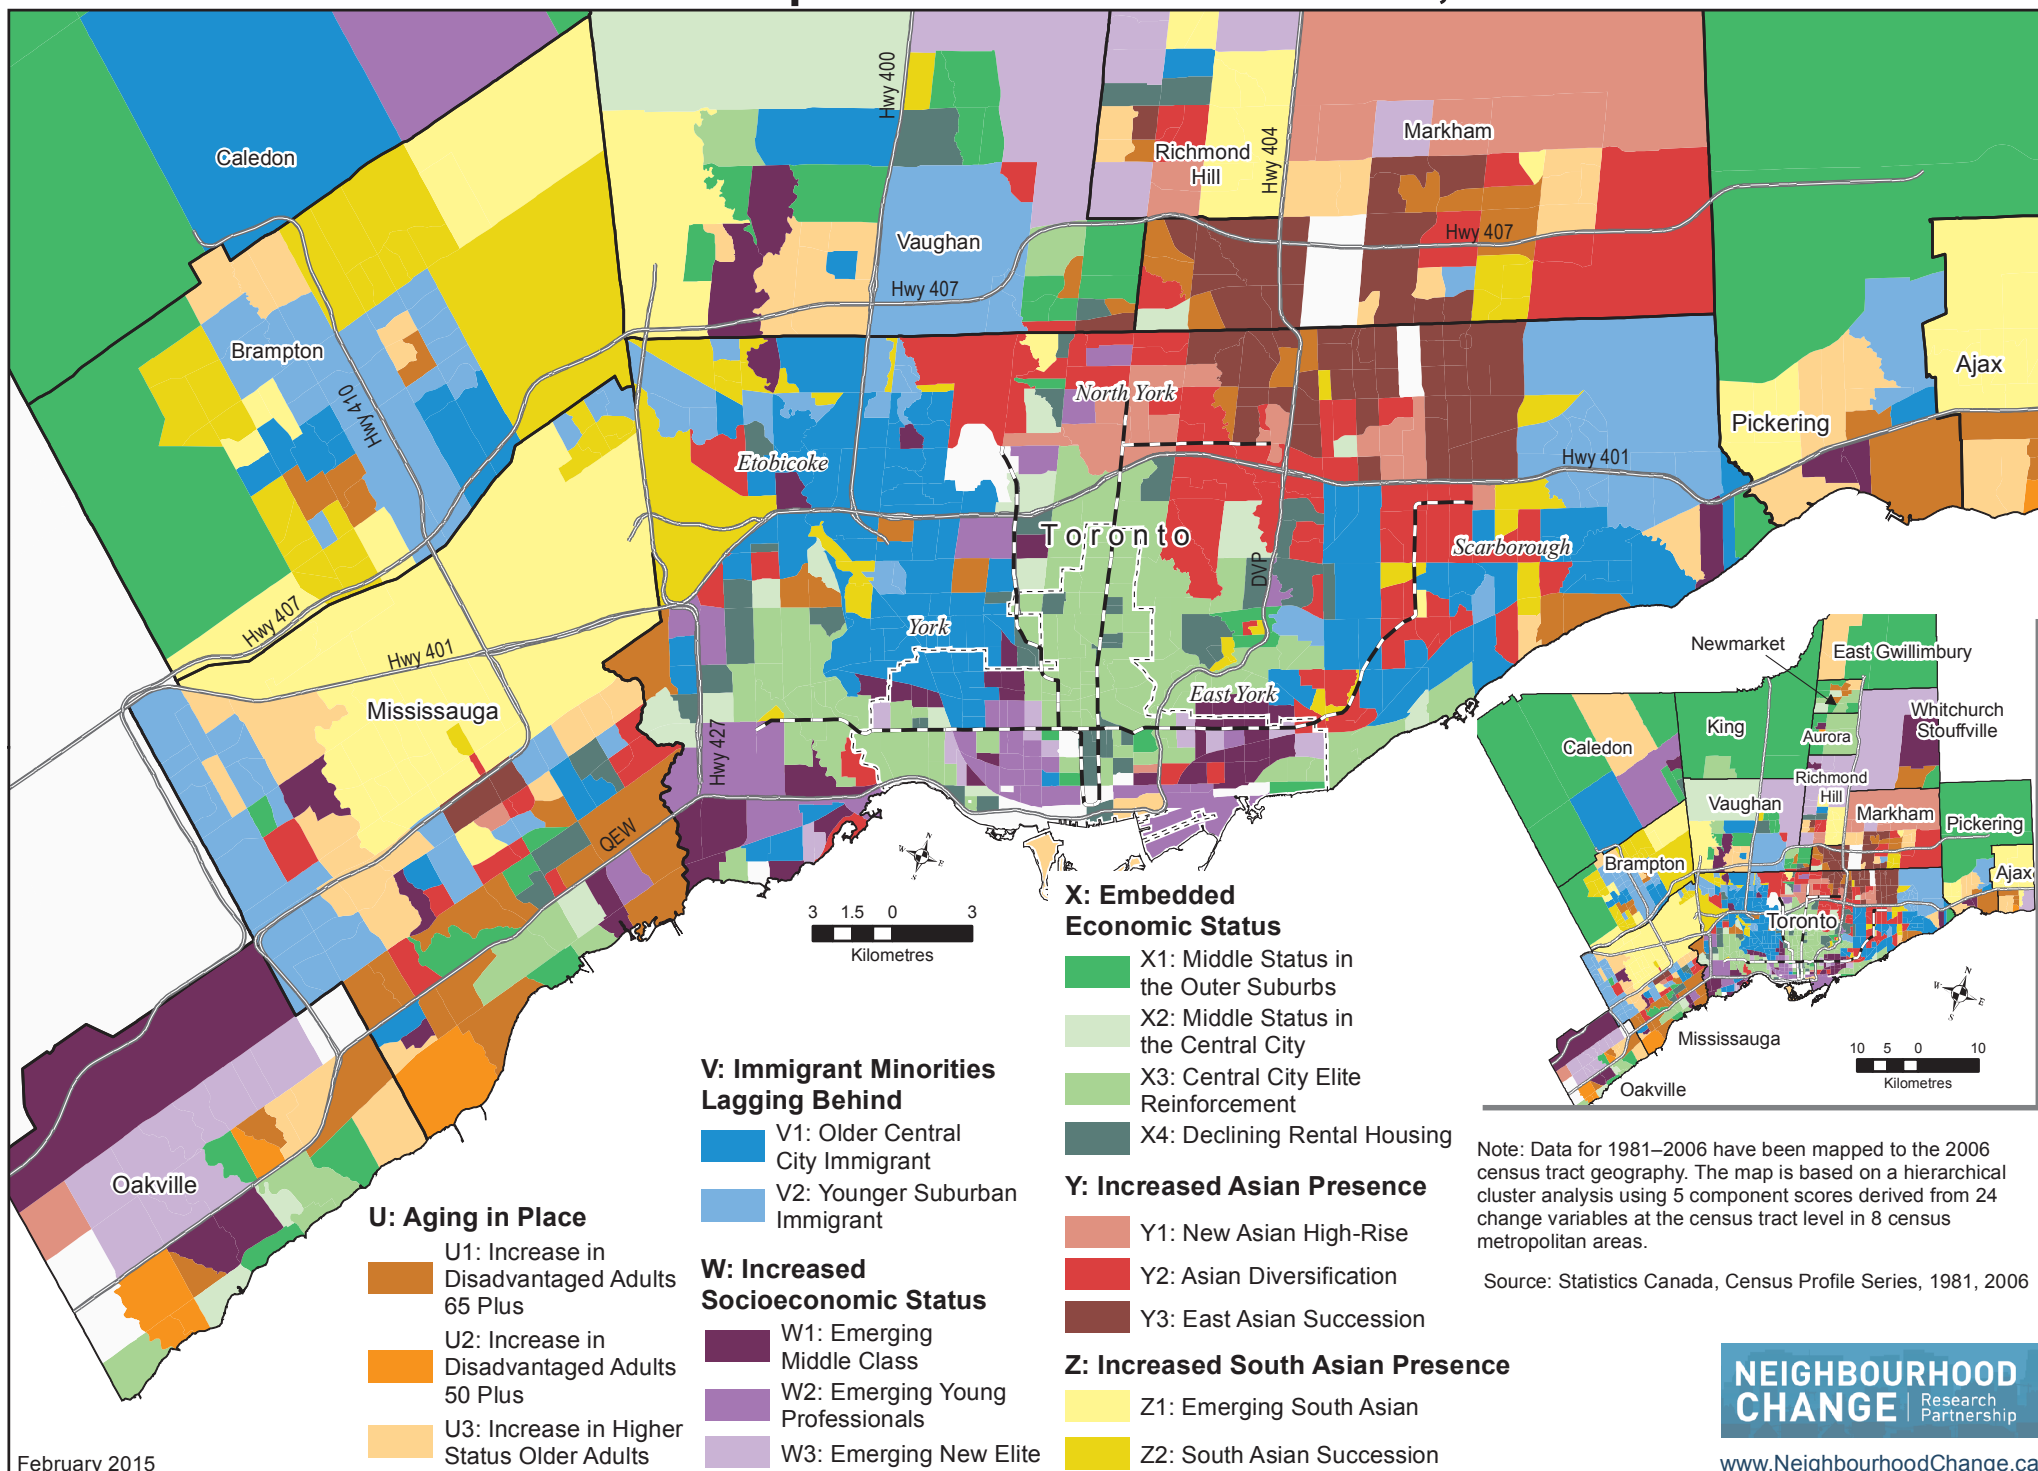 Caledon
Hwy 400
Hwy 404
Markham
Richmond
Hill
Vaughan
Hwy 407
Hwy 407
Brampton
Hwy 410
Ajax
Pickering
North York
Etobicoke
Hwy 401
Toronto
Scarborough
DVP
York
Hwy 407
Hwy 401
East York
Mississauga
Hwy 427
QEW
Oakville
N
E
S
W
3 1.5 0 3
Kilometres
Newmarket
East Gwillimbury
Whitchurch
Stouffville
King
Caledon
Aurora
Richmond
Hill
Vaughan
Markham
Pickering
Brampton
Ajax
Toronto
Mississauga
Oakville
N
E
S
W
10 5 0 10
Kilometres
U: Aging in Place
U1: Increase in
Disadvantaged Adults
65 Plus
U2: Increase in
Disadvantaged Adults
50 Plus
U3: Increase in Higher
Status Older Adults
V: Immigrant Minorities
Lagging Behind
V1: Older Central
City Immigrant
V2: Younger Suburban
Immigrant
W: Increased
Socioeconomic Status
W1: Emerging
Middle Class
W2: Emerging Young
Professionals
W3: Emerging New Elite
X: Embedded
Economic Status
X1: Middle Status in
the Outer Suburbs
X2: Middle Status in
the Central City
X3: Central City Elite
Reinforcement
X4: Declining Rental Housing
Y: Increased Asian Presence
Y1: New Asian High-Rise
Y2: Asian Diversification
Y3: East Asian Succession
Z: Increased South Asian Presence
Z1: Emerging South Asian
Z2: South Asian Succession
Note: Data for 1981–2006 have been mapped to the 2006
census tract geography. The map is based on a hierarchical
cluster analysis using 5 component scores derived from 24
change variables at the census tract level in 8 census
metropolitan areas.
Source: Statistics Canada, Census Profile Series, 1981, 2006
NEIGHBOURHOOD
CHANGE Research
Partnership
www.NeighbourhoodChange.ca
February 2015